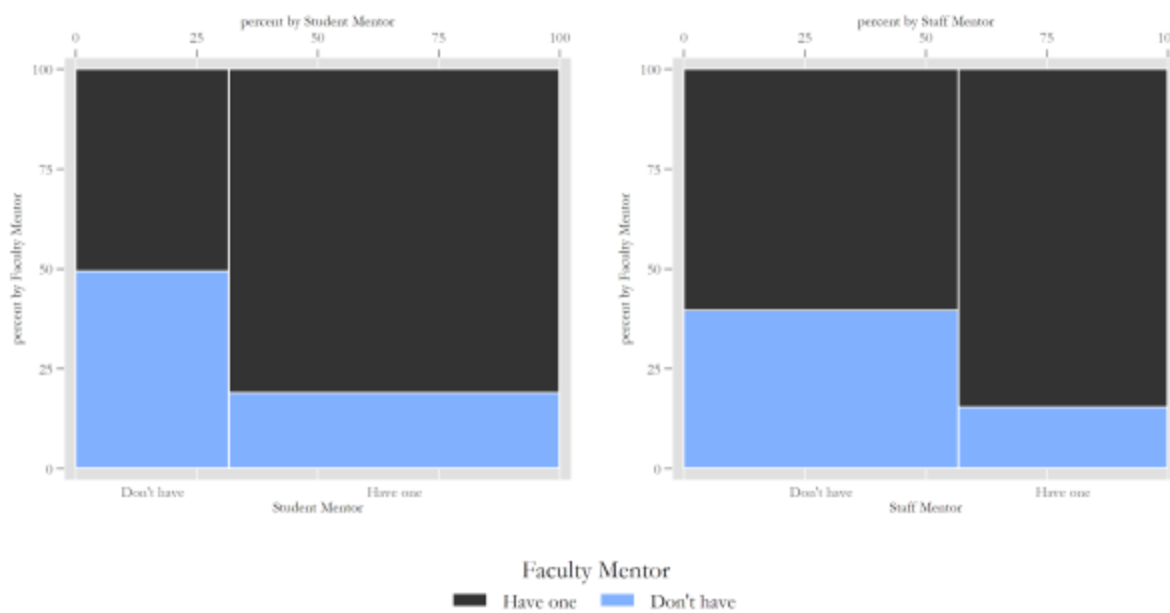 percent by Student Mentor
0 25 50 75 100
100
75
50
25
0
percent by Faculty Mentor
Don't have Have one
Student Mentor
percent by Staff Mentor
0 25 50 75
100
75
50
25
0
percent by Faculty Mentor
Don't have Have one
Staff Mentor
Faculty Mentor
Have one Don't have